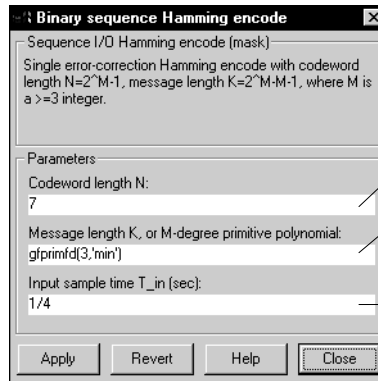 Binary sequence Hamming encode
Sequence I/O Hamming encode (mask)
Single error-correction Hamming encode with codeword
length N=2^M-1, message length K=2^M-M-1, where M is
a >=3 integer.
Parameters
Codeword length N:
7
Message length K, or M-degree primitive polynomial:
gfprimfd(3,'min')
Input sample time T_in (sec):
1/4
Apply Revert Help Close